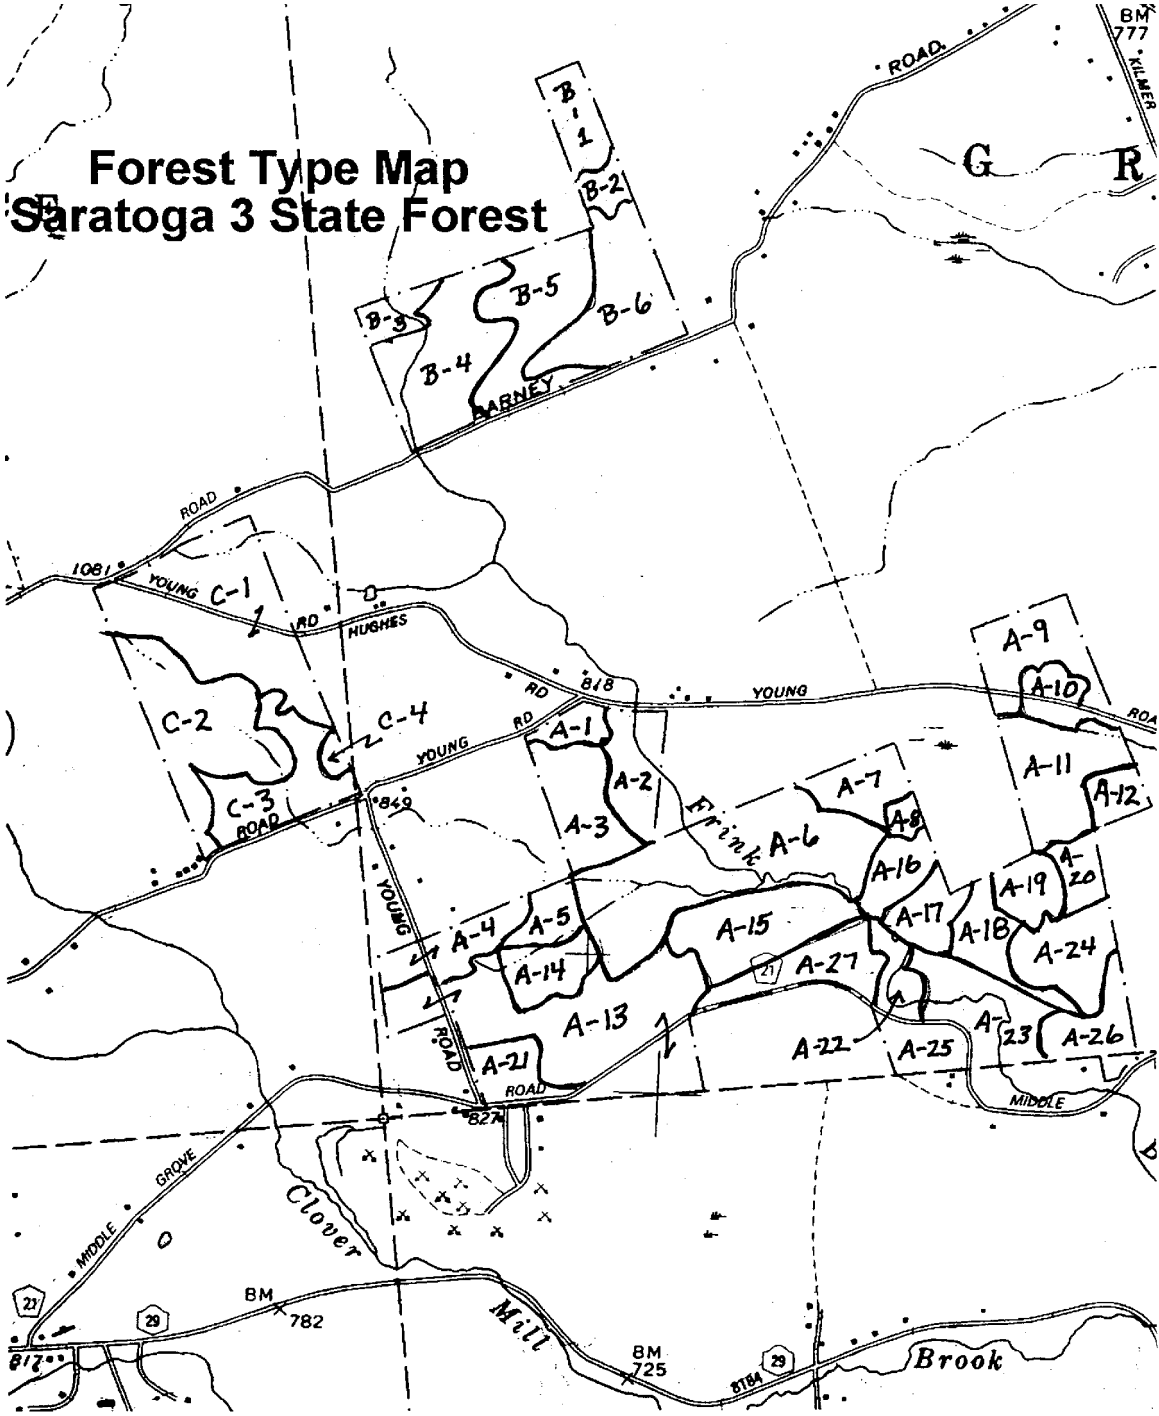 BM
777
KILMER
ROAD
G R
B-1
Forest Type Map
Saratoga 3 State Forest
B-2
B-5
B-3
B-6
B-4
BARNEY
ROAD
1081
YOUNG
C-1
RD
HUGHES
A-9
RD
818
YOUNG
A-10
ROA
C-2
C-4
YOUNG
RD
A-1
A-2
A-11
A-7
A-12
C-3
ROAD
849
A-3
Frink
A-6
A-8
A-16
A-19
A-20
YOUNG
A-4
A-5
A-15
A-17
A-18
A-24
A-14
21
A-27
A-13
A-22
A-25
A-23
A-26
ROAD
A-21
ROAD
827
MIDDLE
GROVE
MIDDLE
Clover
Mill
Brook
21
29
BM
782
817
BM
725
29